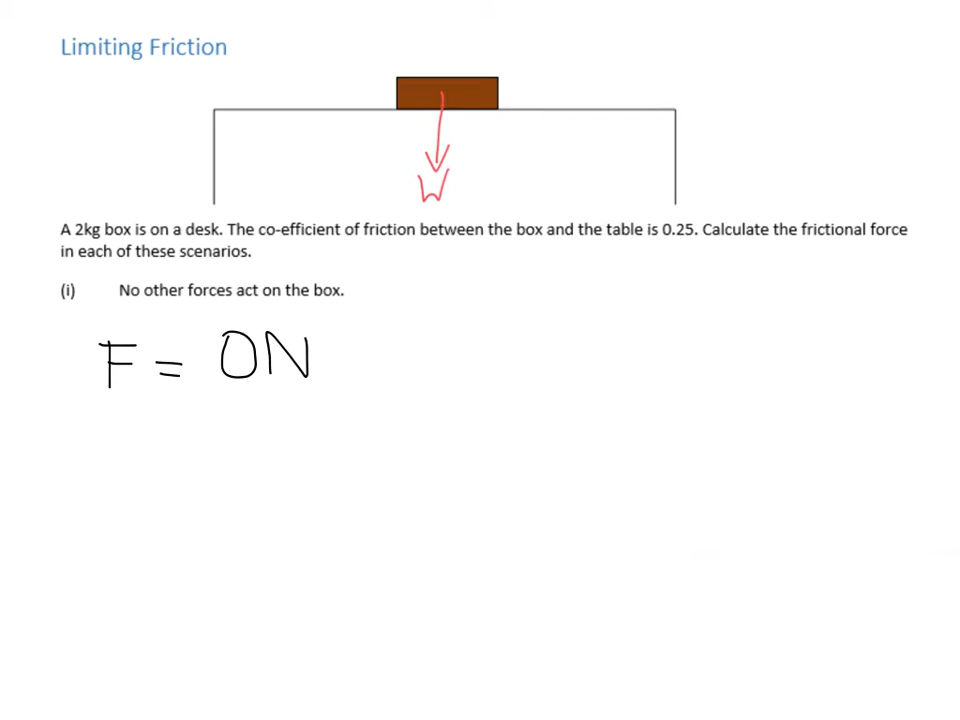 Limiting Friction
W
A 2kg box is on a desk. The co-efficient of friction between the box and the table is 0.25. Calculate the frictional force
in each of these scenarios.
(i) No other forces act on the box.
F = 0N